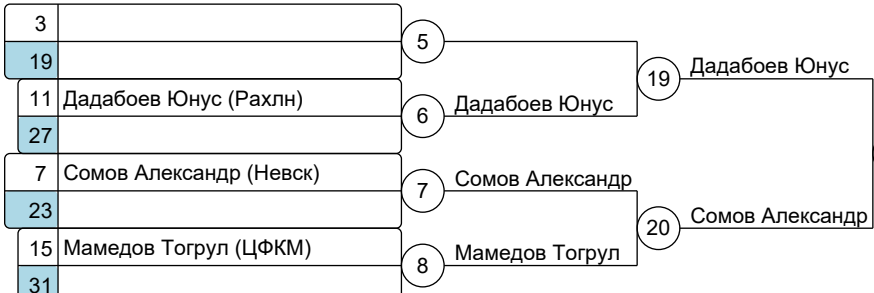 3
5
19
19 Дадабоев Юнус
11 Дадабоев Юнус (Рахлн)
6 Дадабоев Юнус
27
7 Сомов Александр (Невск)
7 Сомов Александр
23
20 Сомов Александр
15 Мамедов Тогрул (ЦФКМ)
8 Мамедов Тогрул
31